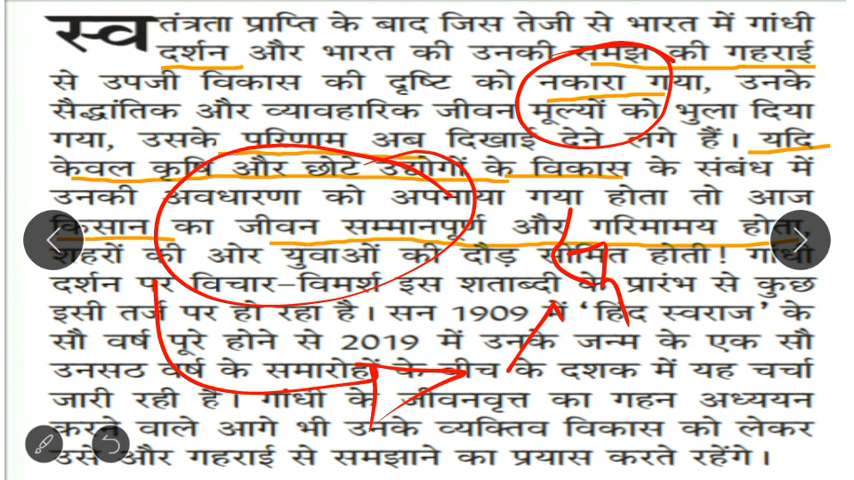 स्वतंत्रता प्राप्ति के बाद जिस तेजी से भारत में गांधी
दर्शन और भारत की उनकी समझ की गहराई
से उपजी विकास की दृष्टि को नकारा गया, उनके
सैद्धांतिक और व्यावहारिक जीवन मूल्यों को भुला दिया
गया, उसके परिणाम अब दिखाई देने लगे हैं। यदि
केवल कृषि और छोटे उद्योगों के विकास के संबंध में
उनकी अवधारणा को अपनाया गया होता तो आज
किसान का जीवन सम्मानपूर्ण और गरिमामय होता,
शहरों की ओर युवाओं की दौड़ सीमित होती! गांधी
दर्शन पर विचार-विमर्श इस शताब्दी के प्रारंभ से कुछ
इसी तर्ज पर हो रहा है। सन 1909 में 'हिंद स्वराज' के
सौ वर्ष पूरे होने से 2019 में उनके जन्म के एक सौ
उनसठ वर्ष के समारोहों के बीच के दशक में यह चर्चा
जारी रही है। गांधी के जीवनवृत्त का गहन अध्ययन
करने वाले आगे भी उनके व्यक्तिव विकास को लेकर
उसे और गहराई से समझाने का प्रयास करते रहेंगे।